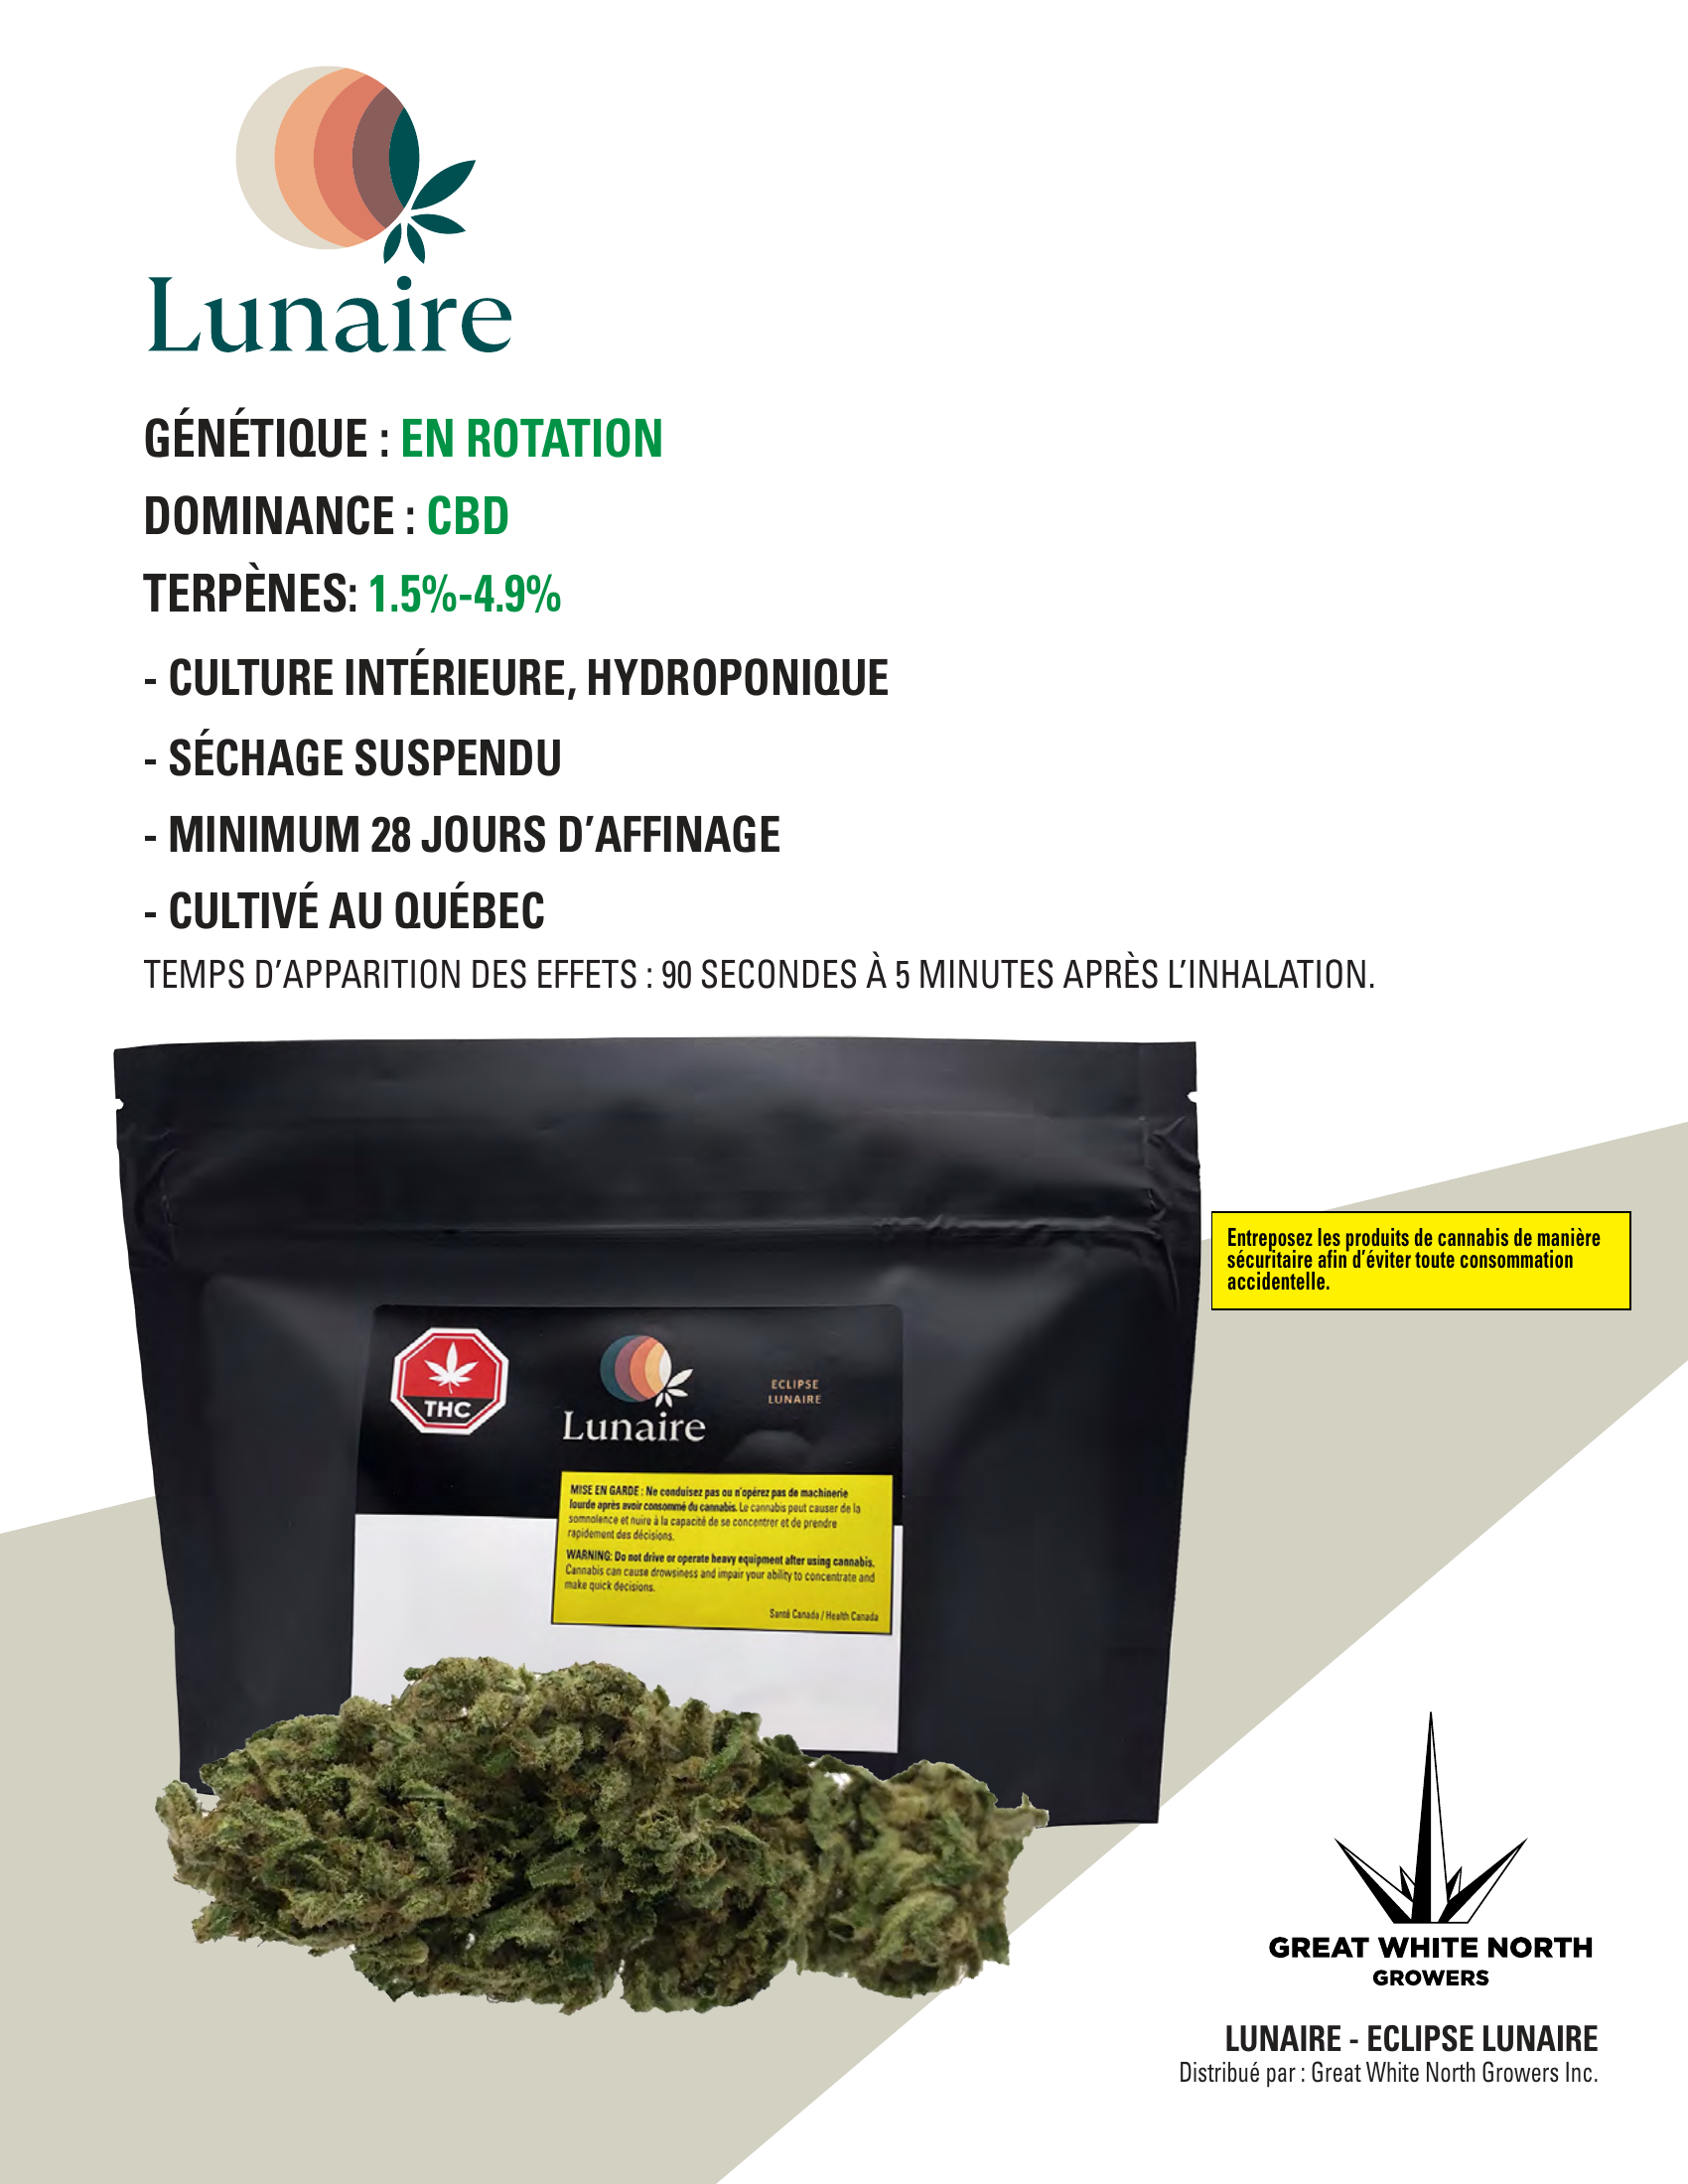 Lunaire
GÉNÉTIQUE : EN ROTATION
DOMINANCE : CBD
TERPÈNES: 1.5%-4.9%
- CULTURE INTÉRIEURE, HYDROPONIQUE
- SÉCHAGE SUSPENDU
- MINIMUM 28 JOURS D'AFFINAGE
- CULTIVÉ AU QUÉBEC
TEMPS D'APPARITION DES EFFETS : 90 SECONDES À 5 MINUTES APRÈS L'INHALATION.
Entreposez les produits de cannabis de manière
sécuritaire afin d'éviter toute consommation
accidentelle.
THC
Lunaire
ECLIPSE
LUNAIRE
MISE EN GARDE : Ne conduisez pas ou n'opérez pas de machinerie
lourde après avoir consommé du cannabis. Le cannabis peut causer de la
somnolence et nuire à la capacité de se concentrer et de prendre
rapidement des décisions.
WARNING: Do not drive or operate heavy equipment after using cannabis.
Cannabis can cause drowsiness and impair your ability to concentrate and
make quick decisions.
Santé Canada / Health Canada
GREAT WHITE NORTH
GROWERS
LUNAIRE - ECLIPSE LUNAIRE
Distribué par : Great White North Growers Inc.